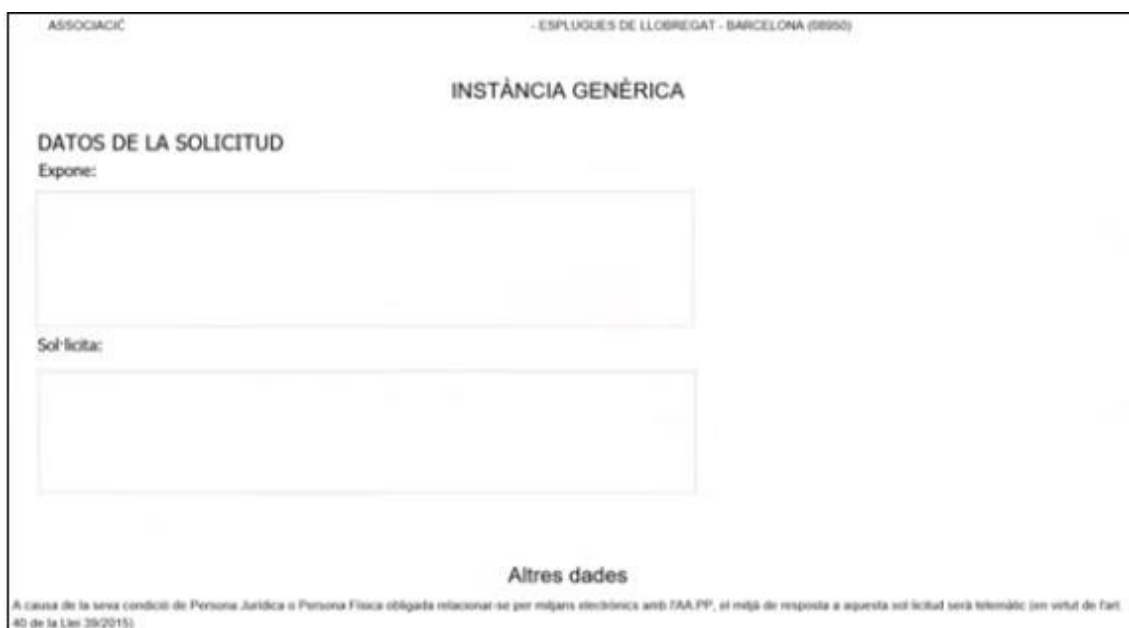 ASSOCIACIÓ - ESPLUGUES DE LLOBREGAT - BARCELONA (08950)
INSTÀNCIA GENÈRICA
DATOS DE LA SOLICITUD
Expone:
Sol·licita:
Altres dades
A causa de la seva condició de Persona Jurídica o Persona Física obligada relacionar-se per mitjans electrònics amb l'AA.PP, el mitjà de resposta a aquesta sol·licitud serà telemàtic (en virtut de l'art.
40 de la Llei 39/2015)